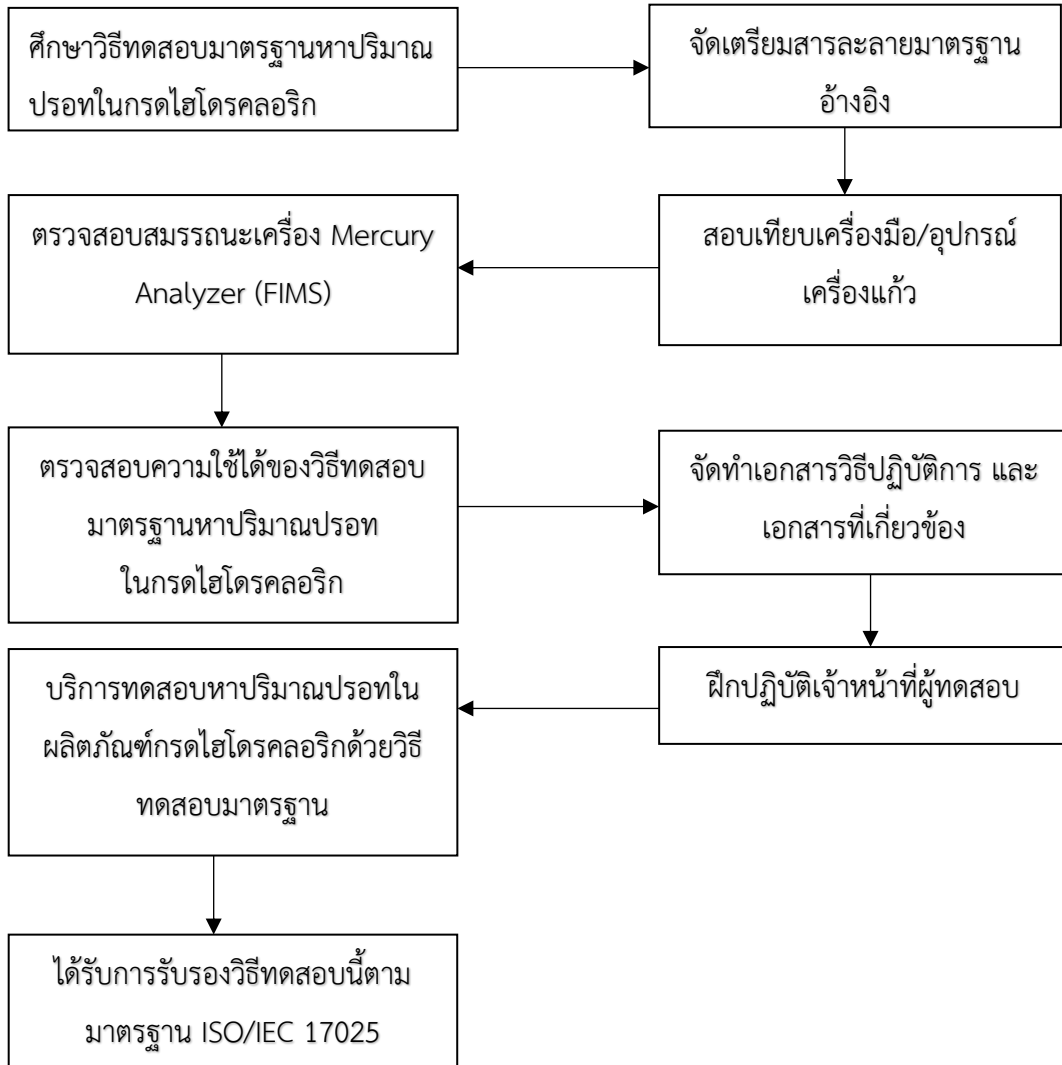 ศึกษาวิธีทดสอบมาตรฐานหาปริมาณ
ปรอทในกรดไฮโดรคลอริก
จัดเตรียมสารละลายมาตรฐาน
อ้างอิง
สอบเทียบเครื่องมือ/อุปกรณ์
เครื่องแก้ว
ตรวจสอบสมรรถนะเครื่อง Mercury
Analyzer (FIMS)
ตรวจสอบความใช้ได้ของวิธีทดสอบ
มาตรฐานหาปริมาณปรอท
ในกรดไฮโดรคลอริก
จัดทำเอกสารวิธีปฏิบัติการ และ
เอกสารที่เกี่ยวข้อง
ฝึกปฏิบัติเจ้าหน้าที่ผู้ทดสอบ
บริการทดสอบหาปริมาณปรอทใน
ผลิตภัณฑ์กรดไฮโดรคลอริกด้วยวิธี
ทดสอบมาตรฐาน
ได้รับการรับรองวิธีทดสอบนี้ตาม
มาตรฐาน ISO/IEC 17025